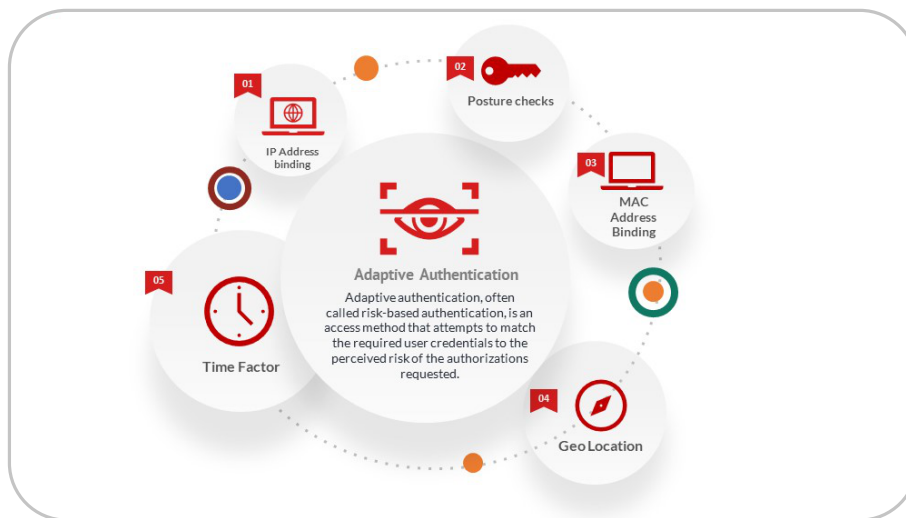 01
IP Address
binding
02
Posture checks
03
MAC
Address
Binding
Adaptive Authentication
Adaptive authentication, often
called risk-based authentication, is an
access method that attempts to match
the required user credentials to the
perceived risk of the authorizations
requested.
04
Geo Location
05
Time Factor